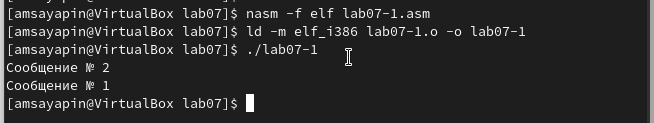 [amsayapin@VirtualBox lab07]$ nasm -f elf lab07-1.asm
[amsayapin@VirtualBox lab07]$ ld -m elf_i386 lab07-1.o -o lab07-1
[amsayapin@VirtualBox lab07]$ ./lab07-1
Сообщение № 2
Сообщение № 1
[amsayapin@VirtualBox lab07]$